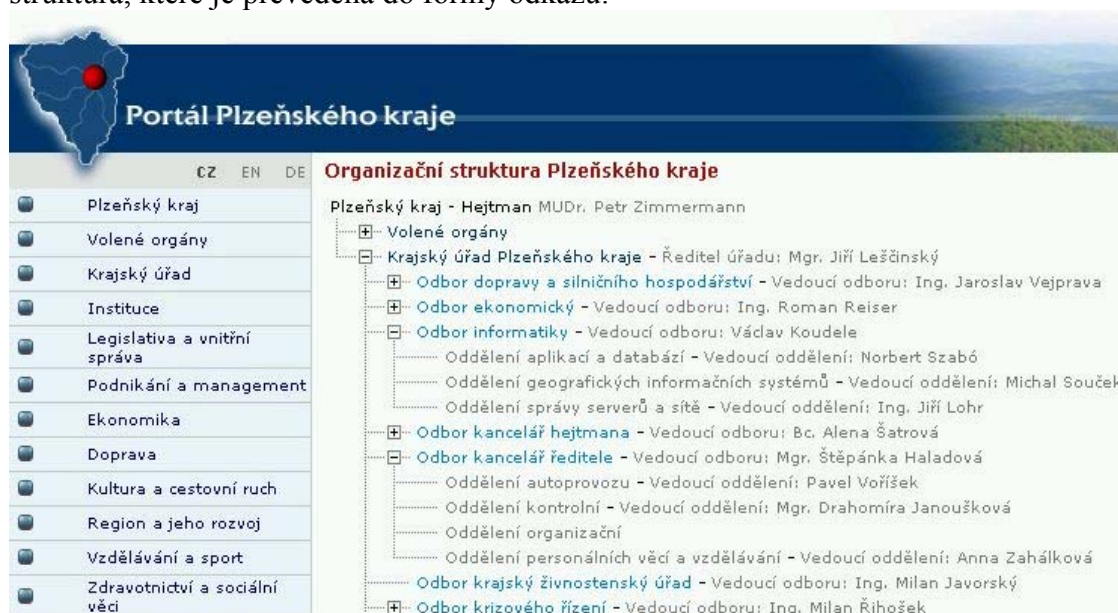 struktura, které je převedena do formy odkazů.
Portál Plzeňského kraje
CZ EN DE
Plzeňský kraj
Volené orgány
Krajský úřad
Instituce
Legislativa a vnitřní
správa
Podnikání a management
Ekonomika
Doprava
Kultura a cestovní ruch
Region a jeho rozvoj
Vzdělávání a sport
Zdravotnictví a sociální
věci
Organizační struktura Plzeňského kraje
Plzeňský kraj - Hejtman MUDr. Petr Zimmermann
Volené orgány
Krajský úřad Plzeňského kraje - Ředitel úřadu: Mgr. Jiří Leščinský
Odbor dopravy a silničního hospodářství - Vedoucí odboru: Ing. Jaroslav Vejprava
Odbor ekonomický - Vedoucí odboru: Ing. Roman Reiser
Odbor informatiky - Vedoucí odboru: Václav Koudele
Oddělení aplikací a databází - Vedoucí oddělení: Norbert Szabó
Oddělení geografických informačních systémů - Vedoucí oddělení: Michal Souček
Oddělení správy serverů a sítě - Vedoucí oddělení: Ing. Jiří Lohr
Odbor kancelář hejtmana - Vedoucí odboru: Bc. Alena Šatrová
Odbor kancelář ředitele - Vedoucí odboru: Mgr. Štěpánka Haladová
Oddělení autoprovozu - Vedoucí oddělení: Pavel Voříšek
Oddělení kontrolní - Vedoucí oddělení: Mgr. Drahomíra Janoušková
Oddělení organizační
Oddělení personálních věcí a vzdělávání - Vedoucí oddělení: Anna Zahálková
Odbor krajský živnostenský úřad - Vedoucí odboru: Ing. Milan Javorský
Odbor krizového řízení - Vedoucí odboru: Ing. Milan Řihošek